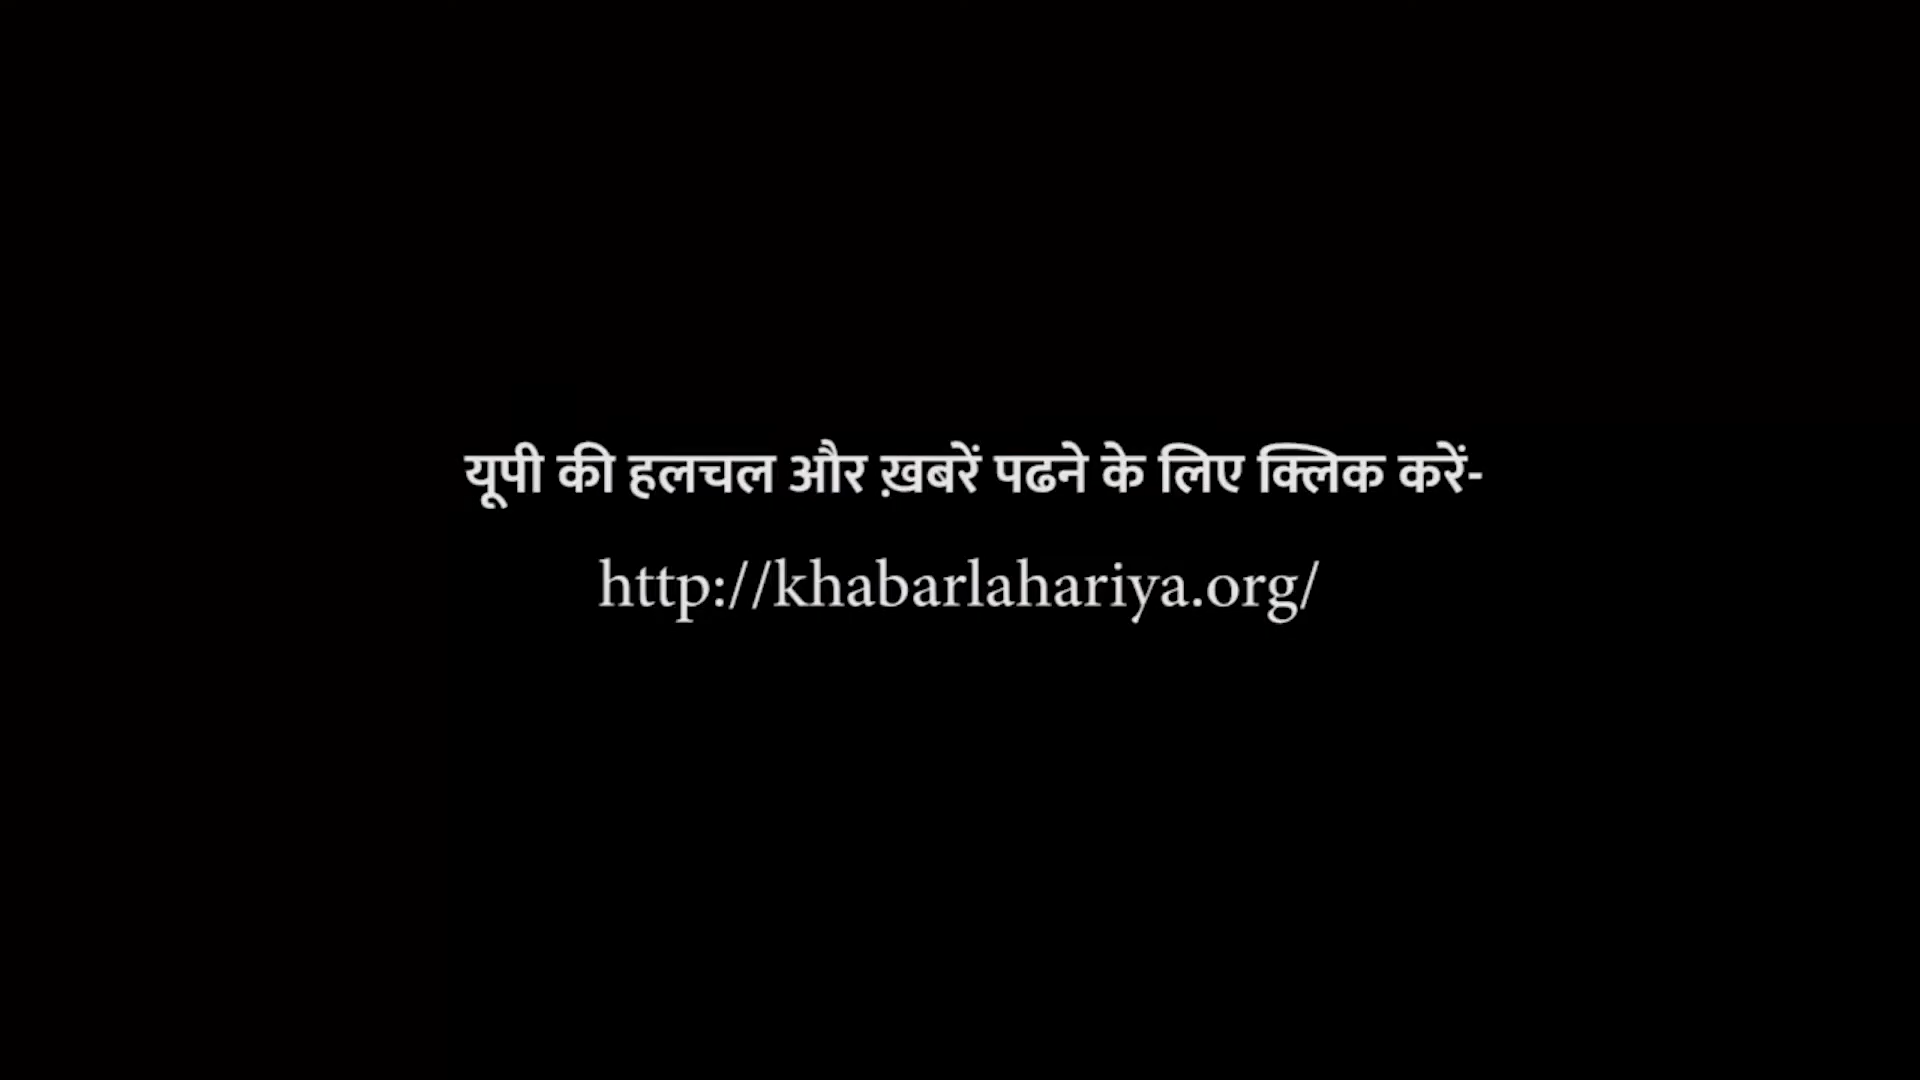 यूपी की हलचल और ख़बरें पढने के लिए क्लिक करें-
http://khabarlahariya.org/